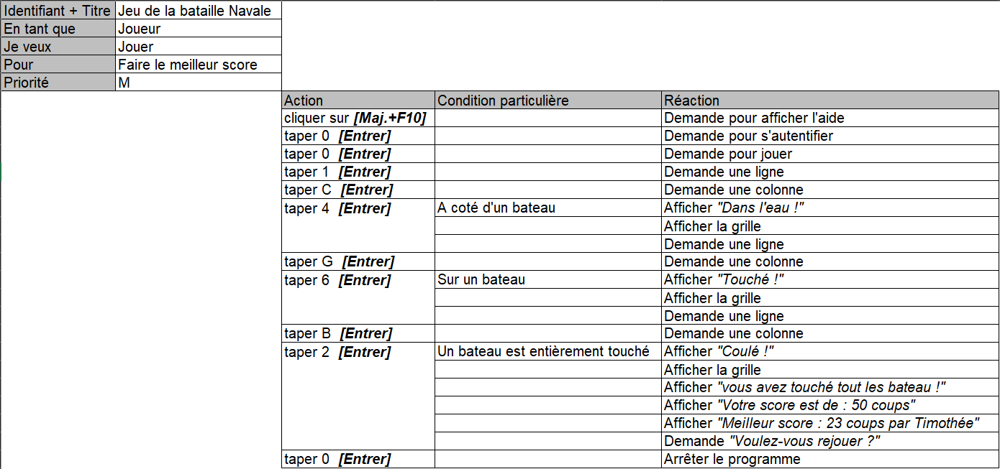 Identifiant + Titre Jeu de la bataille Navale
En tant que Joueur
Je veux Jouer
Pour Faire le meilleur score
Priorité M
Action Condition particulière Réaction
cliquer sur [Maj.+F10] Demande pour afficher l'aide
taper 0 [Entrer] Demande pour s'autentifier
taper 0 [Entrer] Demande pour jouer
taper 1 [Entrer] Demande une ligne
taper C [Entrer] Demande une colonne
taper 4 [Entrer] A coté d'un bateau Afficher "Dans l'eau !"
Afficher la grille
Demande une ligne
taper G [Entrer] Demande une colonne
taper 6 [Entrer] Sur un bateau Afficher "Touché !"
Afficher la grille
Demande une ligne
taper B [Entrer] Demande une colonne
taper 2 [Entrer] Un bateau est entièrement touché Afficher "Coulé !"
Afficher la grille
Afficher "vous avez touché tout les bateau !"
Afficher "Votre score est de : 50 coups"
Afficher "Meilleur score : 23 coups par Timothée"
Demande "Voulez-vous rejouer ?"
taper 0 [Entrer] Arrêter le programme